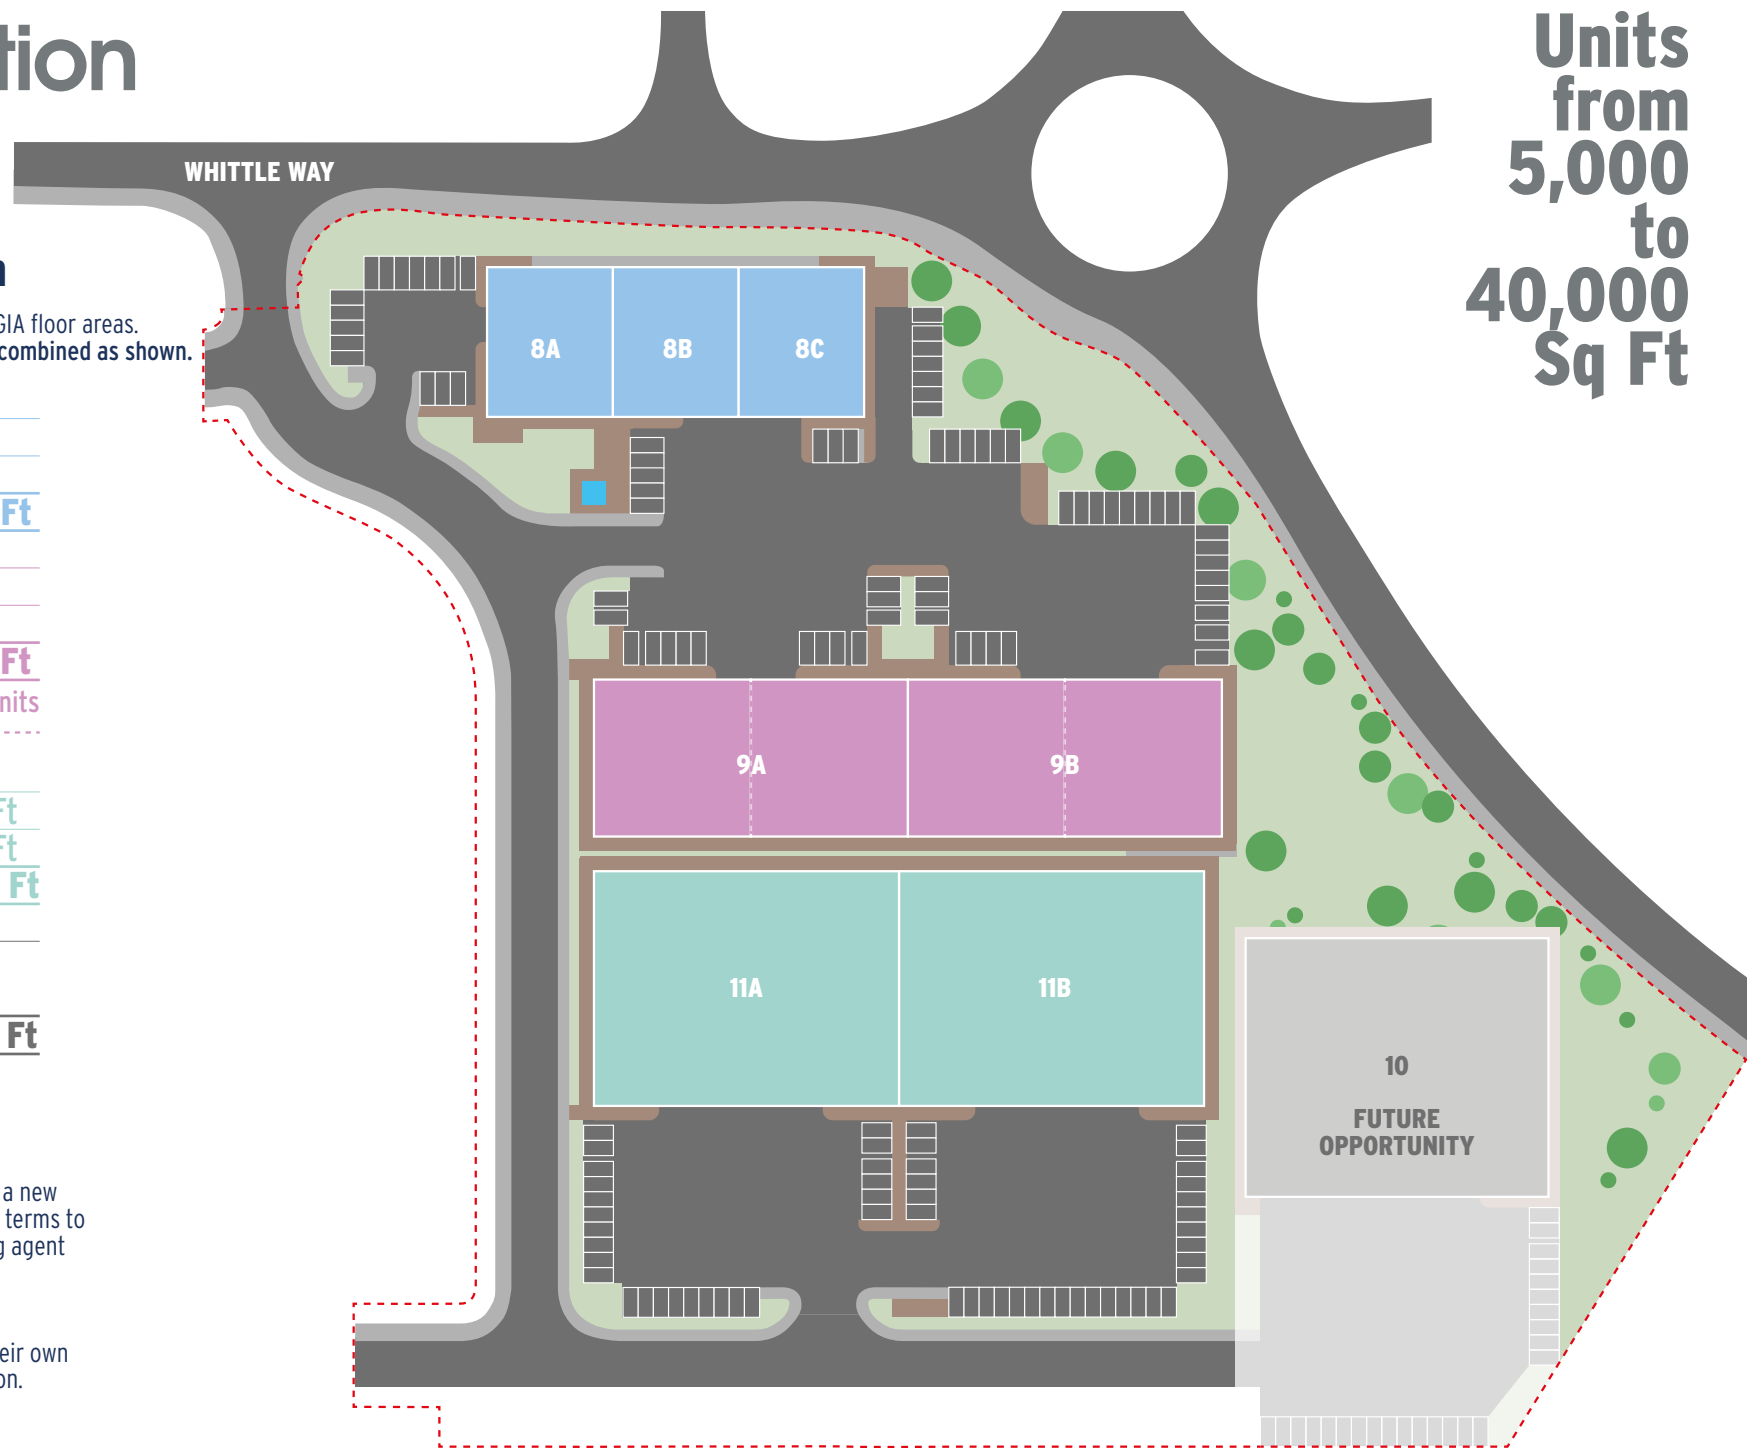 tion
Units
from
5,000
to
40,000
Sq Ft
WHITTLE WAY
GIA floor areas.
combined as shown.
8A
8B
8C
Ft
Ft
nits
9A
9B
Ft
Ft
Ft
11A
11B
Ft
10
FUTURE
OPPORTUNITY
a new
terms to
g agent
eir own
on.